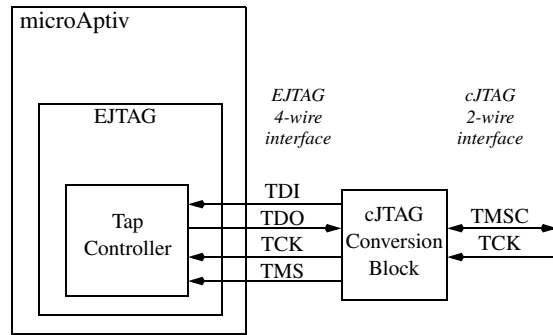 microAptiv
EJTAG
EJTAG
4-wire
interface
cJTAG
2-wire
interface
Tap
Controller
TDI
TDO
TCK
TMS
cJTAG
Conversion
Block
TMSC
TCK